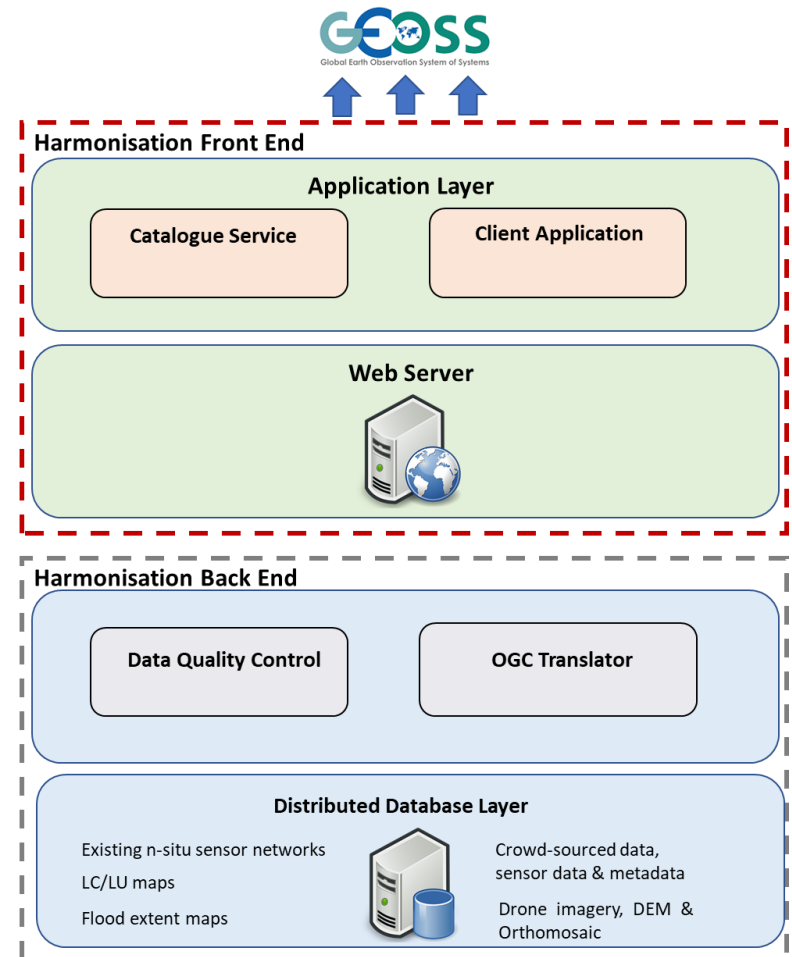 GEOSS
Global Earth Observation System of Systems
Harmonisation Front End
Application Layer
Catalogue Service
Client Application
Web Server
Harmonisation Back End
Data Quality Control
OGC Translator
Distributed Database Layer
Existing n-situ sensor networks
LC/LU maps
Flood extent maps
Crowd-sourced data,
sensor data & metadata
Drone imagery, DEM &
Orthomosaic